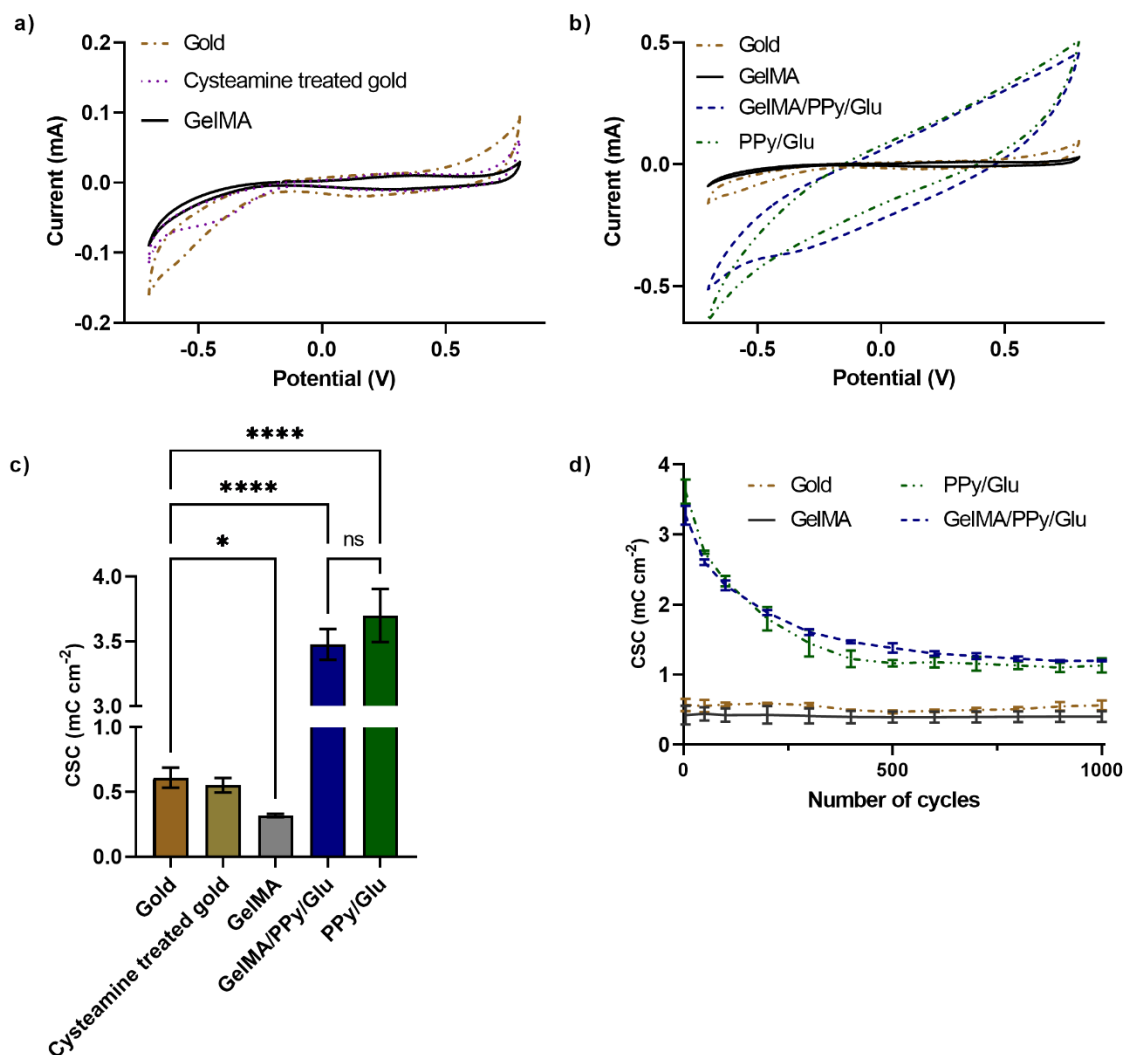 a)
0.2
0.1
0.0
-0.1
-0.2
Current (mA)
-0.5
0.0
0.5
Potential (V)
Gold
Cysteamine treated gold
GelMA
b)
0.5
0.0
-0.5
Current (mA)
-0.5
0.0
0.5
Potential (V)
Gold
GelMA
GelMA/PPy/Glu
PPy/Glu
c)
****
****
*
ns
4.0
3.5
3.0
1.0
0.5
0.0
CSC (mC cm⁻²)
Gold
Cysteamine treated gold
GelMA
GelMA/PPy/Glu
PPy/Glu
d)
4
3
2
1
0
CSC (mC cm⁻²)
0
500
1000
Number of cycles
Gold
GelMA
PPy/Glu
GelMA/PPy/Glu